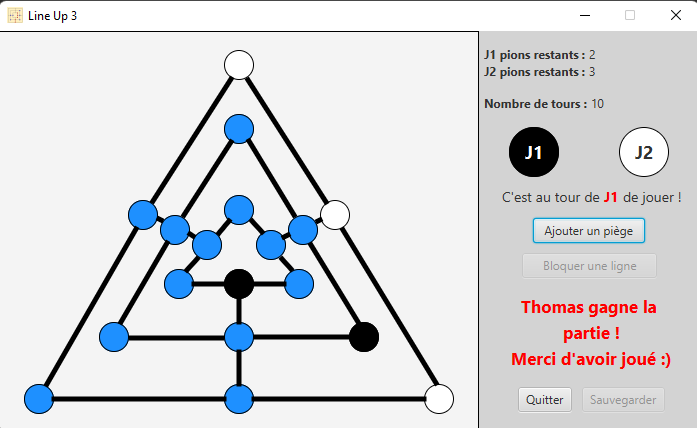 Line Up 3
J1 pions restants : 2
J2 pions restants : 3
Nombre de tours : 10
J1 J2
C'est au tour de J1 de jouer !
Ajouter un piège
Bloquer une ligne
Thomas gagne la
partie !
Merci d'avoir joué :)
Quitter Sauvegarder